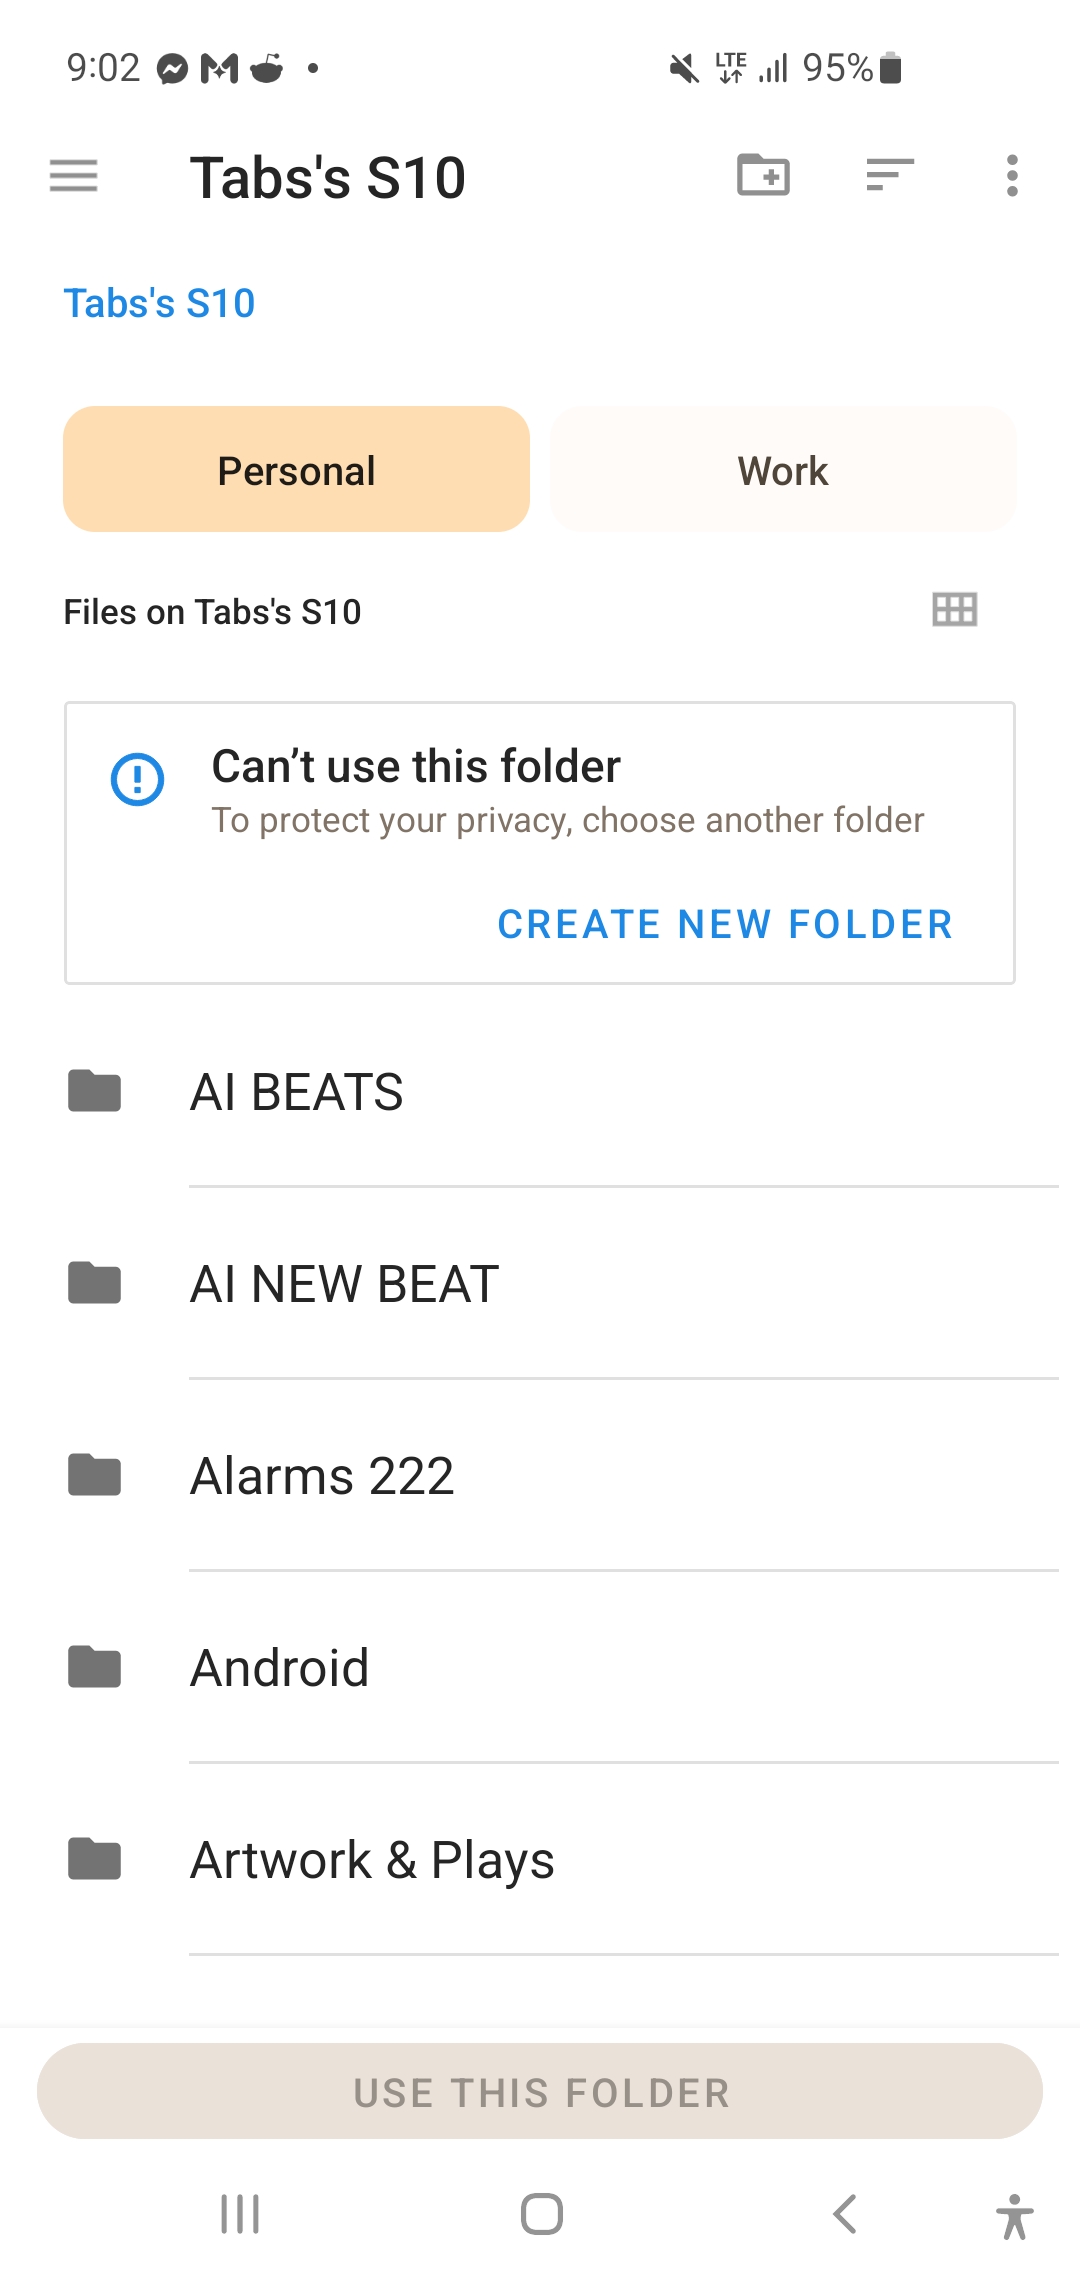 9:02 LTE 95%
Tabs's S10
Tabs's S10
Personal Work
Files on Tabs's S10
Can’t use this folder
To protect your privacy, choose another folder
CREATE NEW FOLDER
AI BEATS
AI NEW BEAT
Alarms 222
Android
Artwork & Plays
USE THIS FOLDER